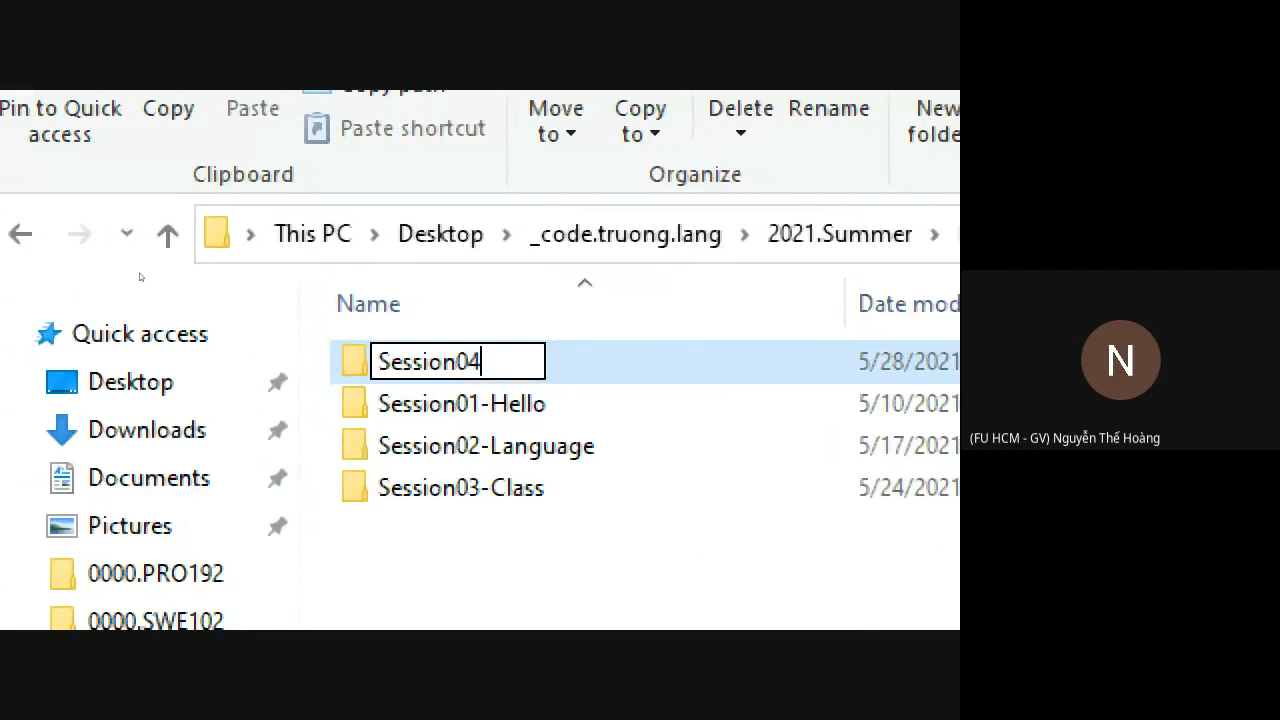 Pin to Quick access
Copy
Paste
Copy path
Paste shortcut
Move to
Copy to
Delete
Rename
New folde
Clipboard
Organize
This PC
Desktop
_code.truong.lang
2021.Summer
Name
Date mod
Quick access
Desktop
Downloads
Documents
Pictures
0000.PRO192
0000.SWE102
Session04
5/28/2021
Session01-Hello
5/10/2021
Session02-Language
5/17/2021
Session03-Class
5/24/2021
N
(FU HCM - GV) Nguyễn Thế Hoàng